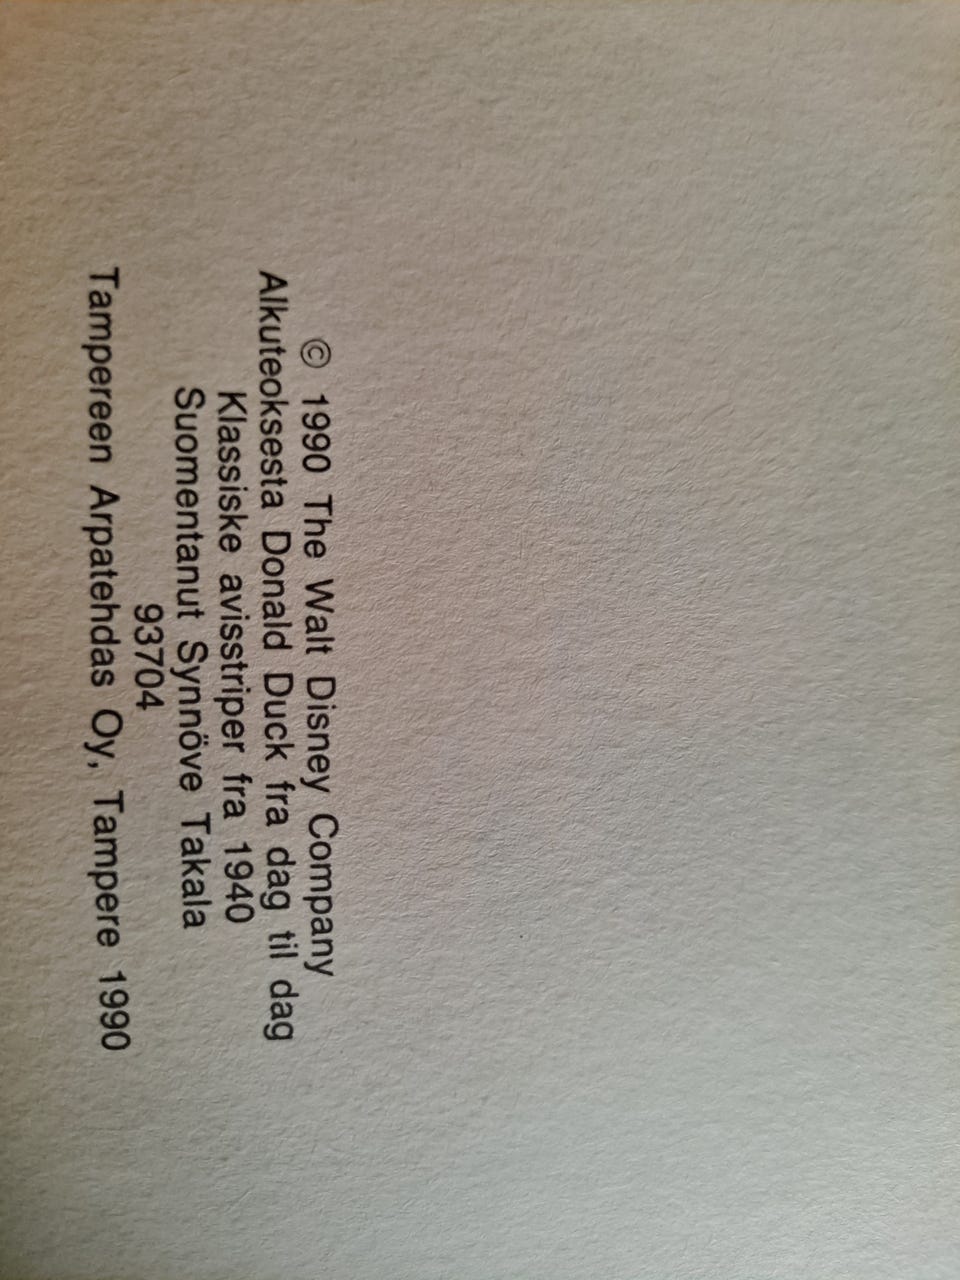 © 1990 The Walt Disney Company
Alkuteoksesta Donald Duck fra dag til dag
Klassiske avisstriper fra 1940
Suomentanut Synnöve Takala
93704
Tampereen Arpatehdas Oy, Tampere 1990